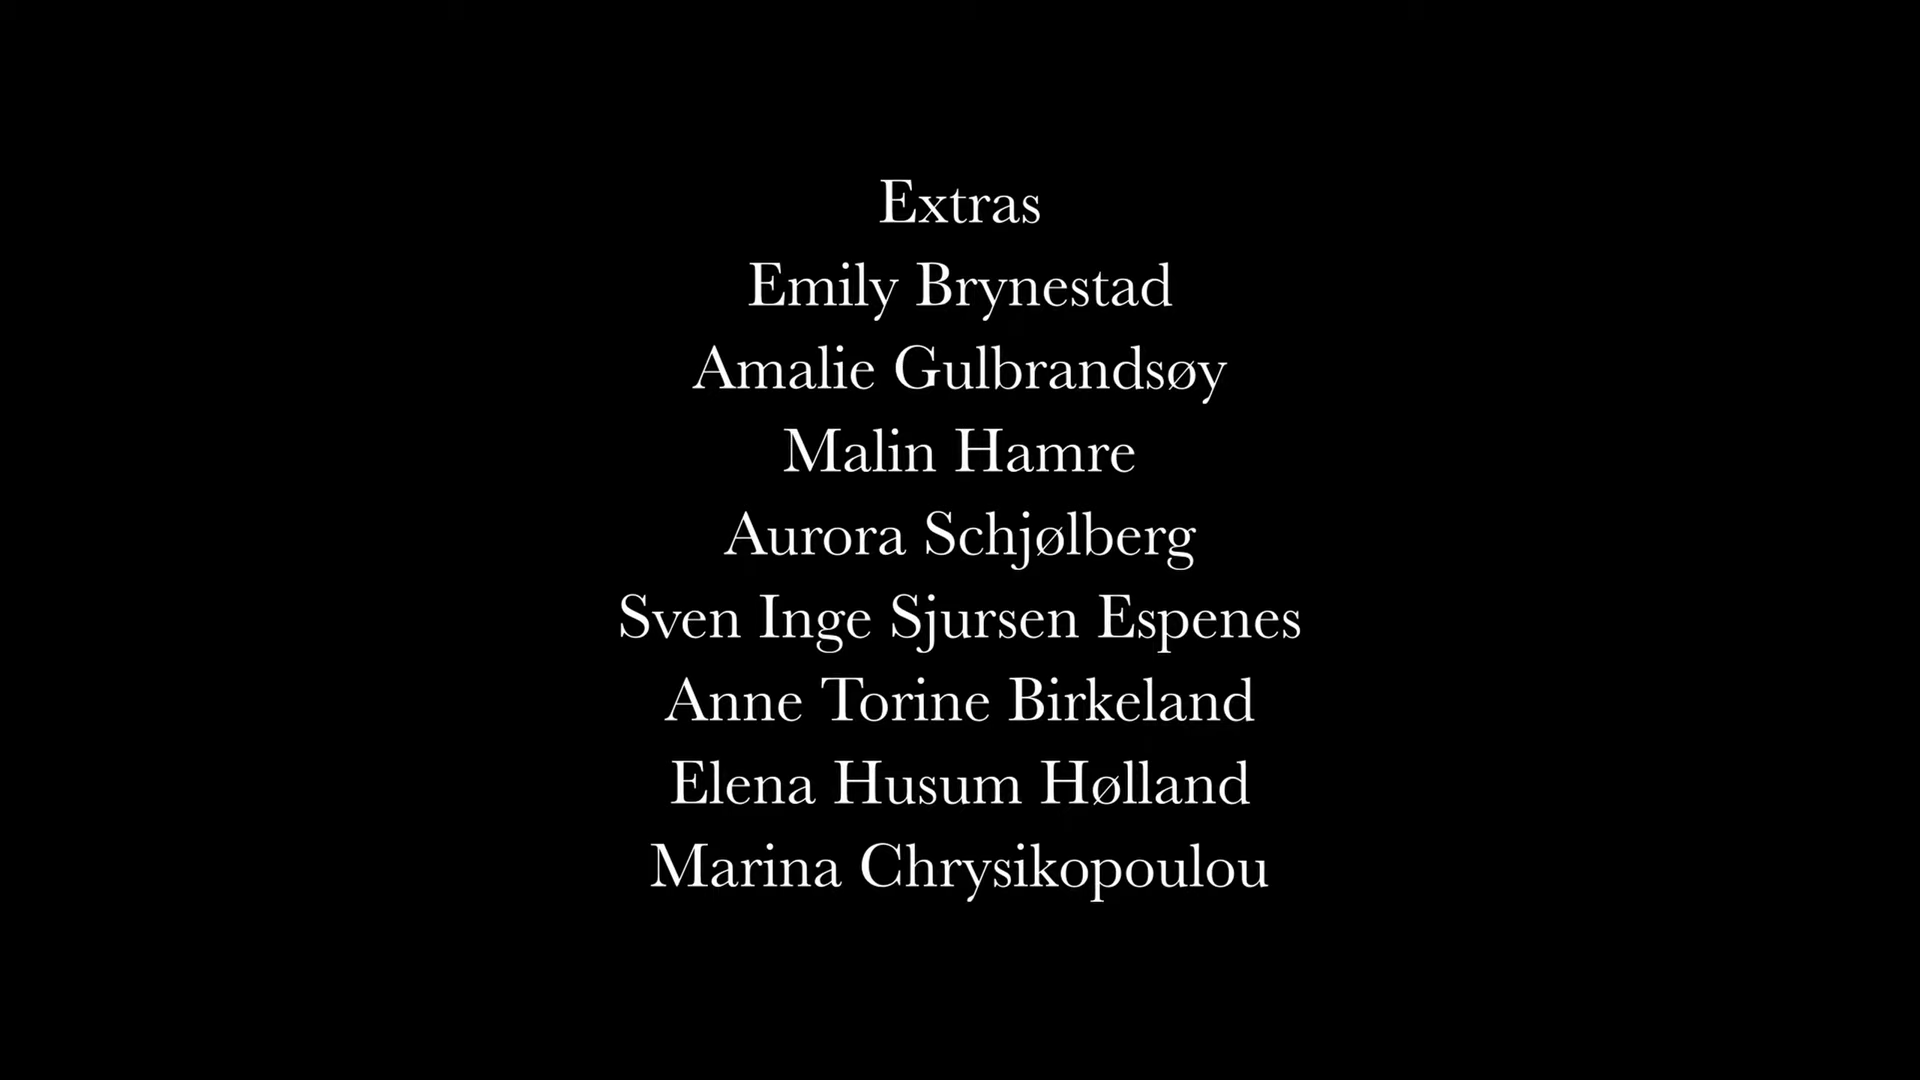 Extras
Emily Brynestad
Amalie Gulbrandsøy
Malin Hamre
Aurora Schjølberg
Sven Inge Sjursen Espenes
Anne Torine Birkeland
Elena Husum Hølland
Marina Chrysikopoulou